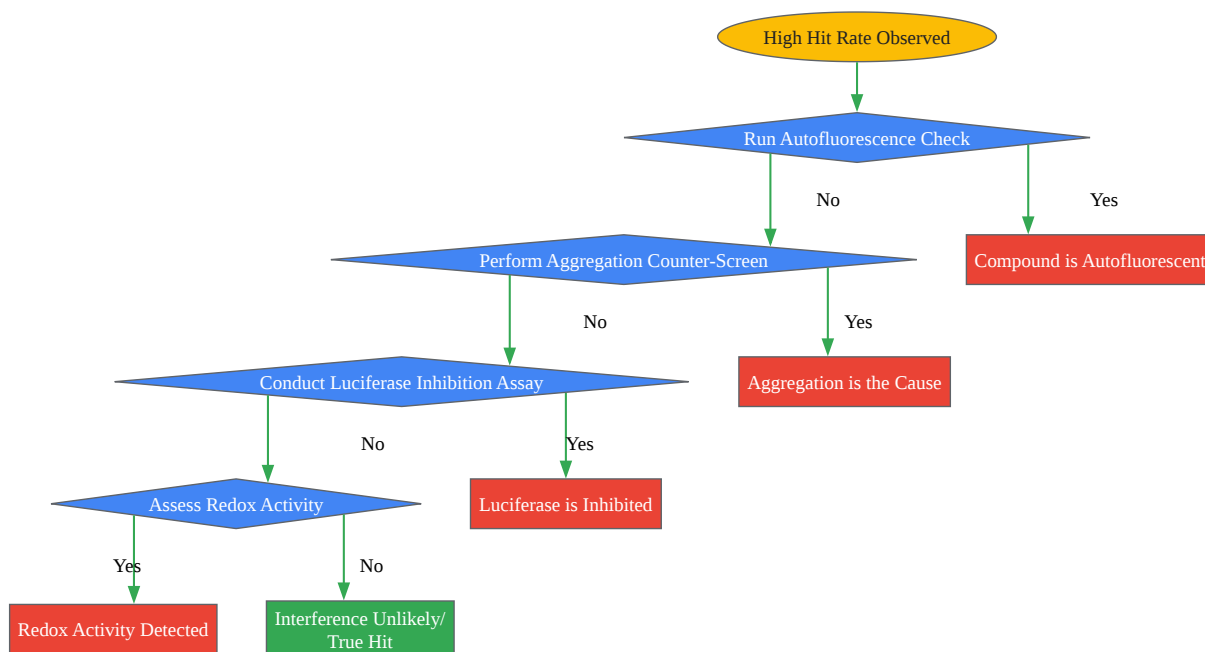 High Hit Rate Observed
Run Autofluorescence Check
No
Yes
Perform Aggregation Counter-Screen
Compound is Autofluorescent
No
Yes
Conduct Luciferase Inhibition Assay
Aggregation is the Cause
No
Yes
Assess Redox Activity
Luciferase is Inhibited
Yes
No
Redox Activity Detected
Interference Unlikely/
True Hit